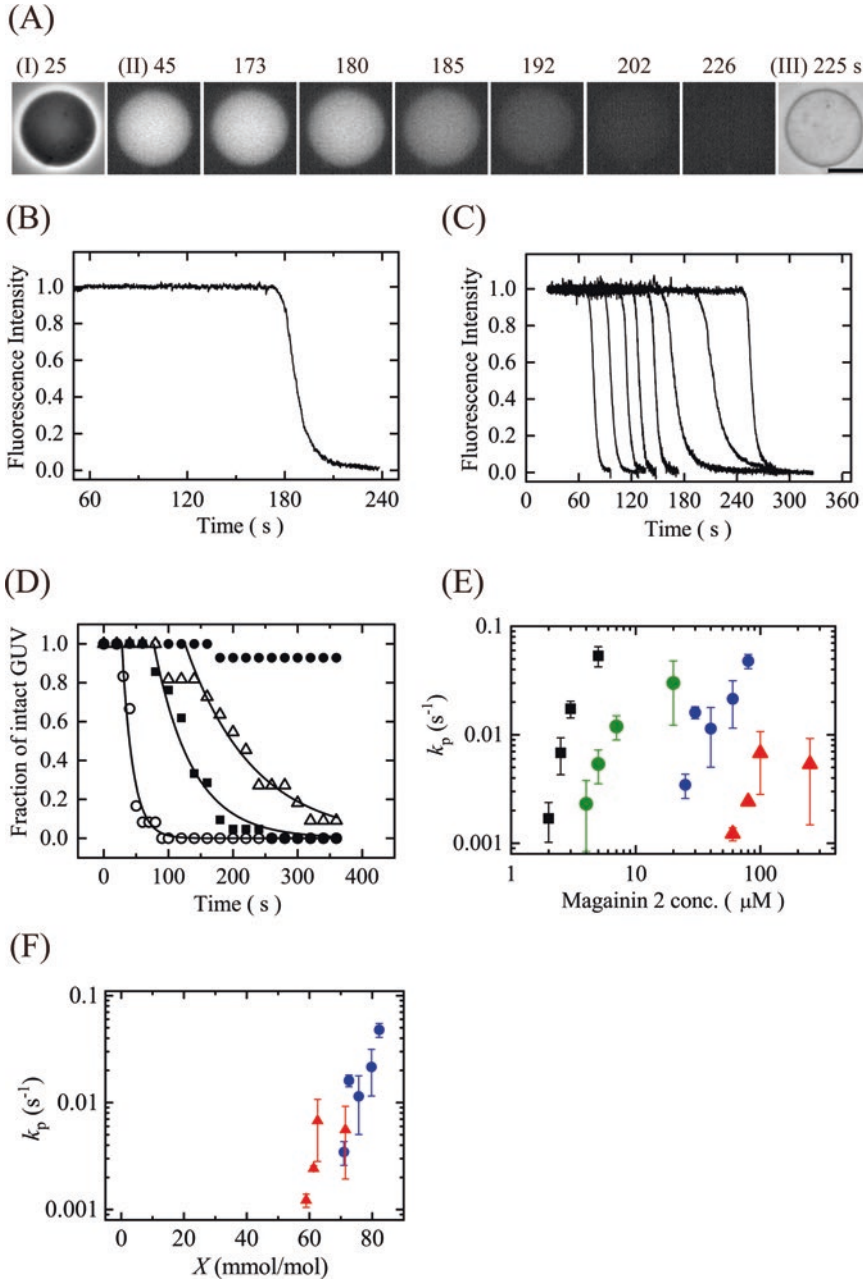 (A)
(I) 25 (II) 45 173 180 185 192 202 226 (III) 225 s
(B)
Fluorescence Intensity
1.0
0.8
0.6
0.4
0.2
0.0
60 120 180 240
Time ( s )
(C)
Fluorescence Intensity
1.0
0.8
0.6
0.4
0.2
0.0
0 60 120 180 240 300 360
Time ( s )
(D)
Fraction of intact GUV
1.0
0.8
0.6
0.4
0.2
0.0
0 100 200 300 400
Time ( s )
(E)
kp (s⁻¹)
0.1
0.01
0.001
1 10 100
Magainin 2 conc. ( μM )
(F)
kp (s⁻¹)
0.1
0.01
0.001
0 20 40 60 80
X (mmol/mol)